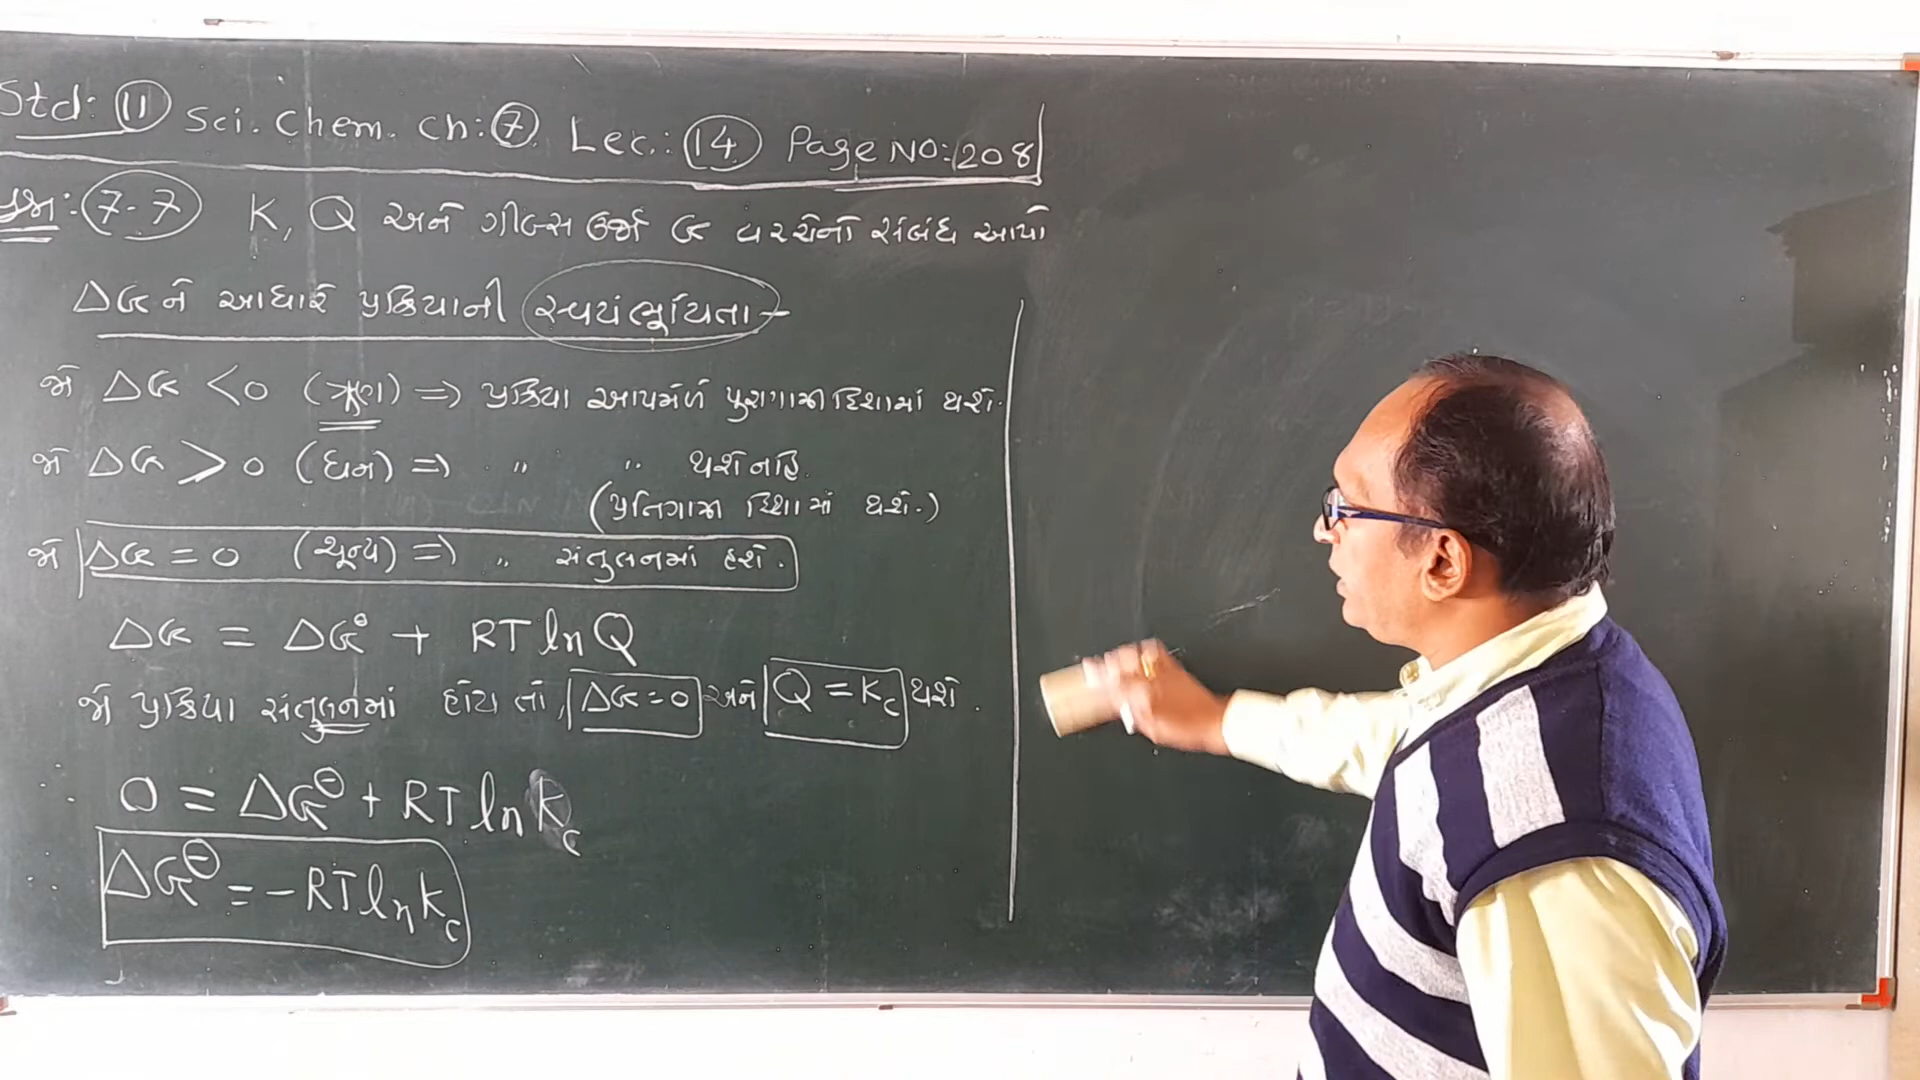 Std: 11 Sci. Chem. Ch: 7 Lec.: 14 Page NO: 208
પ્રશ્ન: 7-7 K, Q અને ગીબ્સ ઉર્જા G વચ્ચેનો સંબંધ આપો
ΔG ને આધારે પ્રક્રિયાની સ્વયંભૂયિતા -
જો ΔG < 0 (ઋણ) => પ્રક્રિયા આપમેળે પુરોગામી દિશામાં થશે.
જો ΔG > 0 (ધન) => " " થશે નહિ.
(પ્રતિગામી દિશામાં થશે.)
જો ΔG = 0 (શૂન્ય) => " સંતુલનમાં હશે.
ΔG = ΔG° + RT ln Q
જો પ્રક્રિયા સંતુલનમાં હોય તો, ΔG = 0 અને Q = Kc થશે.
∴ 0 = ΔG⊖ + RT ln Kc
∴ ΔG⊖ = -RT ln Kc